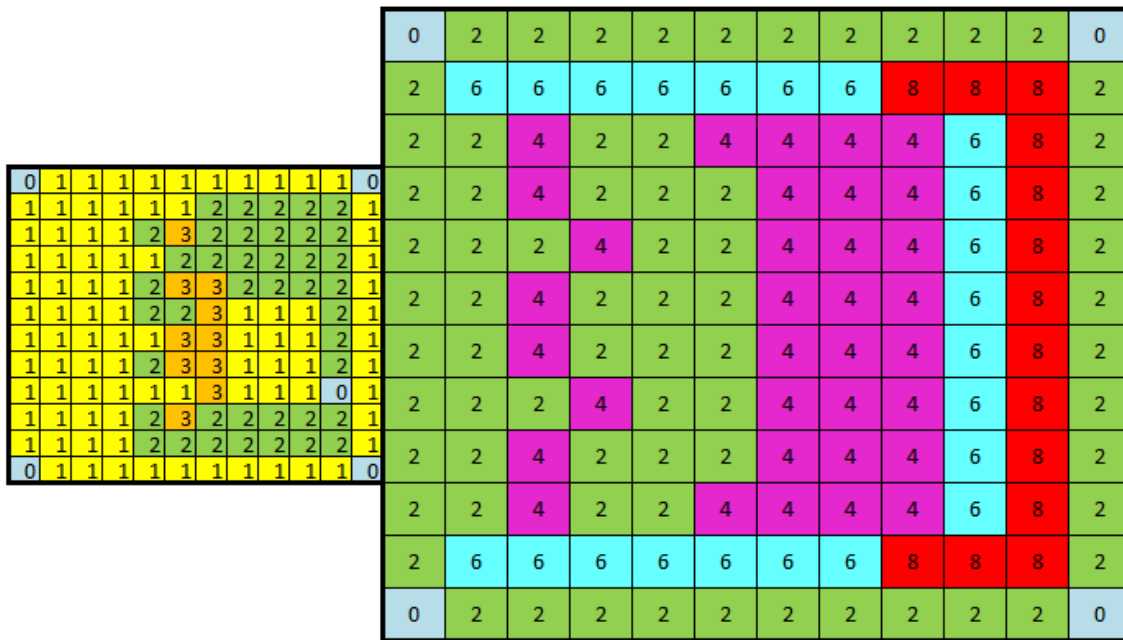 0 1 1 1 1 1 1 1 1 1 1 0
1 1 1 1 1 1 2 2 2 2 2 1
1 1 1 1 2 3 2 2 2 2 2 1
1 1 1 1 1 2 2 2 2 2 2 1
1 1 1 1 2 3 3 2 2 2 2 1
1 1 1 1 2 2 3 1 1 1 2 1
1 1 1 1 1 3 3 1 1 1 2 1
1 1 1 1 2 3 3 1 1 1 2 1
1 1 1 1 1 1 3 1 1 1 0 1
1 1 1 1 2 3 2 2 2 2 2 1
1 1 1 1 2 2 2 2 2 2 2 1
0 1 1 1 1 1 1 1 1 1 1 0
0 2 2 2 2 2 2 2 2 2 2 0
2 6 6 6 6 6 6 6 8 8 8 2
2 2 4 2 2 4 4 4 4 6 8 2
2 2 4 2 2 2 4 4 4 6 8 2
2 2 2 4 2 2 4 4 4 6 8 2
2 2 4 2 2 2 4 4 4 6 8 2
2 2 4 2 2 2 4 4 4 6 8 2
2 2 2 4 2 2 4 4 4 6 8 2
2 2 4 2 2 2 4 4 4 6 8 2
2 2 4 2 2 4 4 4 4 6 8 2
2 6 6 6 6 6 6 6 8 8 8 2
0 2 2 2 2 2 2 2 2 2 2 0